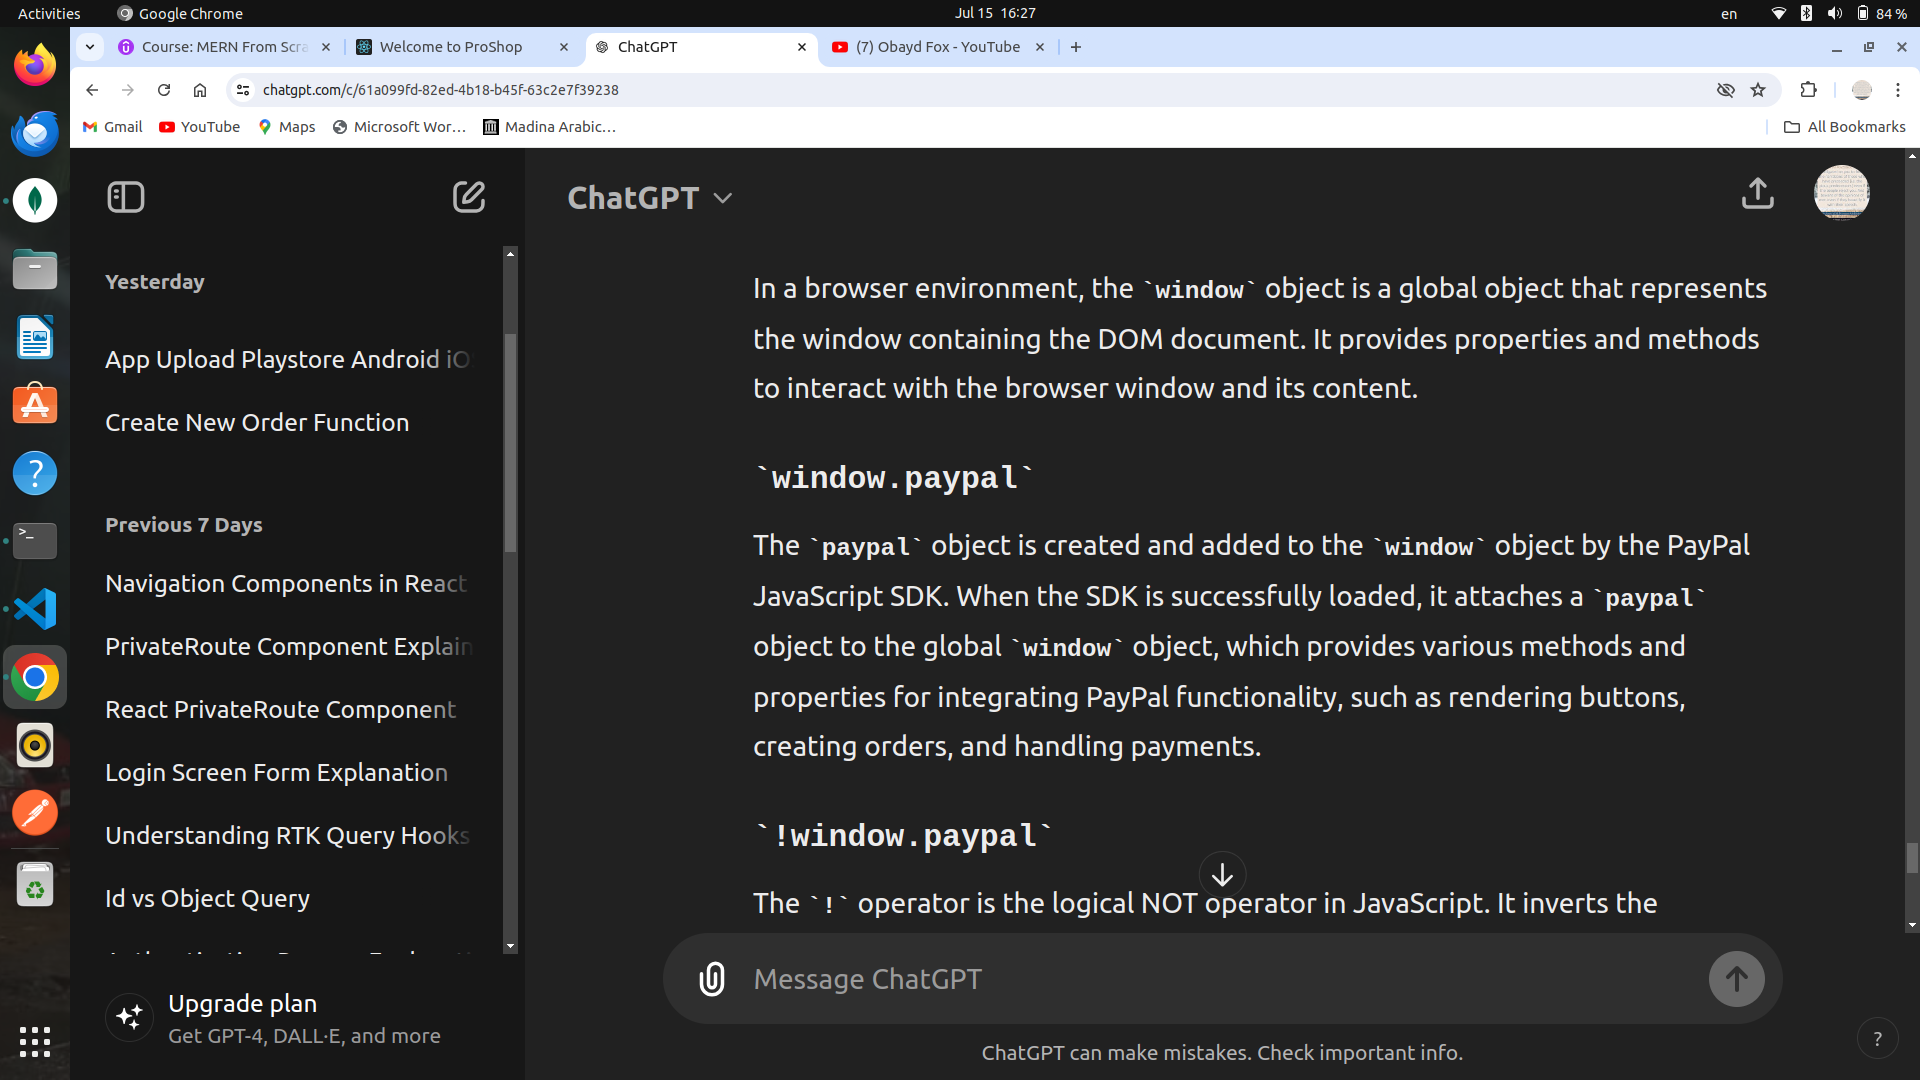 Activities
Google Chrome
Jul 15 16:27
en
84 %
Course: MERN From Scra
Welcome to ProShop
ChatGPT
(7) Obayd Fox - YouTube
chatgpt.com/c/61a099fd-82ed-4b18-b45f-63c2e7f39238
Gmail
YouTube
Maps
Microsoft Wor…
Madina Arabic…
All Bookmarks
ChatGPT
Yesterday
App Upload Playstore Android iO
Create New Order Function
Previous 7 Days
Navigation Components in React
PrivateRoute Component Explain
React PrivateRoute Component
Login Screen Form Explanation
Understanding RTK Query Hooks
Id vs Object Query
Upgrade plan
Get GPT-4, DALL·E, and more
In a browser environment, the `window` object is a global object that represents
the window containing the DOM document. It provides properties and methods
to interact with the browser window and its content.
`window.paypal`
The `paypal` object is created and added to the `window` object by the PayPal
JavaScript SDK. When the SDK is successfully loaded, it attaches a `paypal`
object to the global `window` object, which provides various methods and
properties for integrating PayPal functionality, such as rendering buttons,
creating orders, and handling payments.
`!window.paypal`
The `!` operator is the logical NOT operator in JavaScript. It inverts the
Message ChatGPT
ChatGPT can make mistakes. Check important info.
?